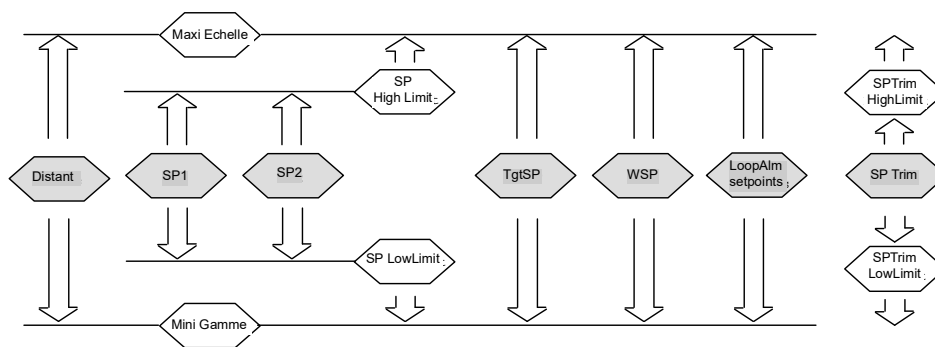 Maxi Echelle
SP
High Limit
SPTrim
HighLimit
Distant
SP1
SP2
TgtSP
WSP
LoopAlm
setpoints
SP Trim
SP LowLimit
SPTrim
LowLimit
Mini Gamme